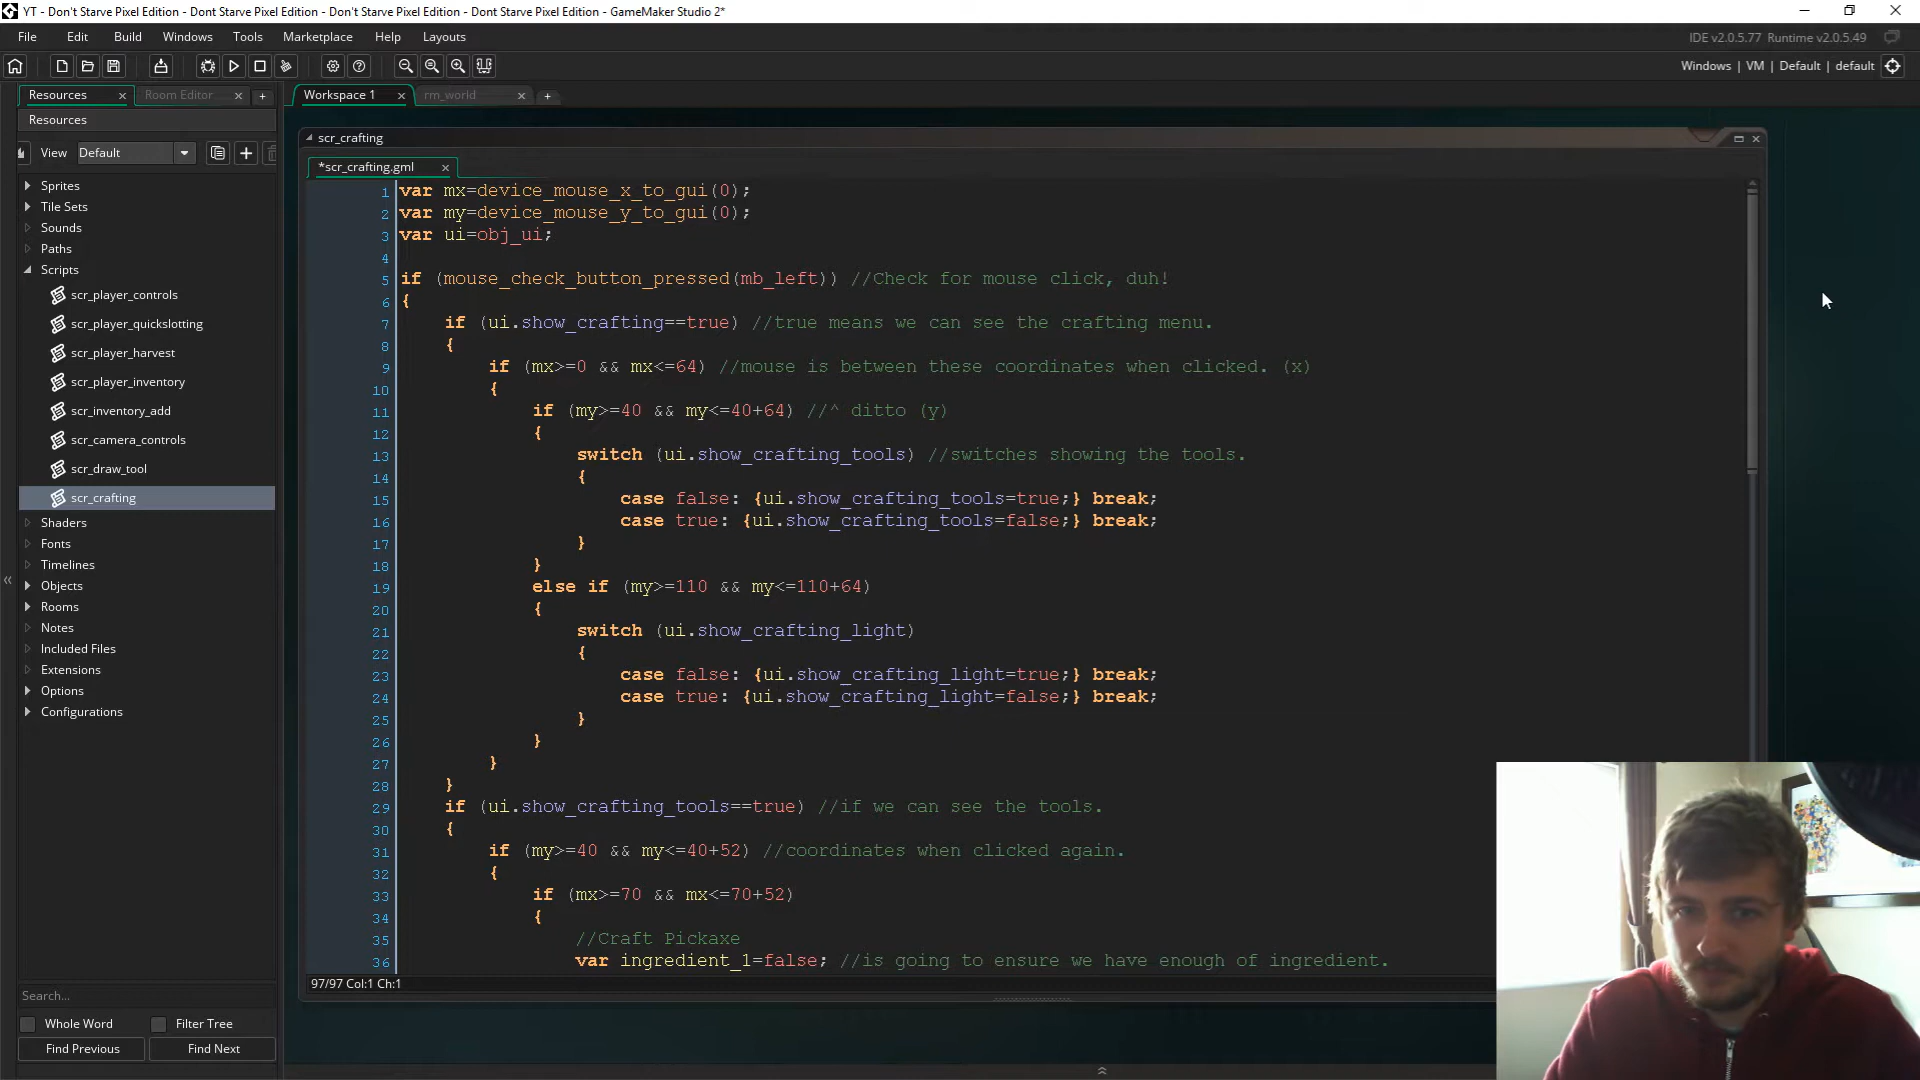 YT - Don't Starve Pixel Edition - Dont Starve Pixel Edition - Don't Starve Pixel Edition - Dont Starve Pixel Edition - GameMaker Studio 2*
File Edit Build Windows Tools Marketplace Help Layouts
IDE v2.0.5.77 Runtime v2.0.5.49
Windows | VM | Default | default
Resources
Room Editor
Workspace 1
rm_world
Resources
View Default
Sprites
Tile Sets
Sounds
Paths
Scripts
scr_player_controls
scr_player_quickslotting
scr_player_harvest
scr_player_inventory
scr_inventory_add
scr_camera_controls
scr_draw_tool
scr_crafting
Shaders
Fonts
Timelines
Objects
Rooms
Notes
Included Files
Extensions
Options
Configurations
Search...
Whole Word
Filter Tree
Find Previous
Find Next
scr_crafting
*scr_crafting.gml
1 var mx=device_mouse_x_to_gui(0);
2 var my=device_mouse_y_to_gui(0);
3 var ui=obj_ui;
4
5 if (mouse_check_button_pressed(mb_left)) //Check for mouse click, duh!
6 {
7 if (ui.show_crafting==true) //true means we can see the crafting menu.
8 {
9 if (mx>=0 && mx<=64) //mouse is between these coordinates when clicked. (x)
10 {
11 if (my>=40 && my<=40+64) //^ ditto (y)
12 {
13 switch (ui.show_crafting_tools) //switches showing the tools.
14 {
15 case false: {ui.show_crafting_tools=true;} break;
16 case true: {ui.show_crafting_tools=false;} break;
17 }
18 }
19 else if (my>=110 && my<=110+64)
20 {
21 switch (ui.show_crafting_light)
22 {
23 case false: {ui.show_crafting_light=true;} break;
24 case true: {ui.show_crafting_light=false;} break;
25 }
26 }
27 }
28 }
29 if (ui.show_crafting_tools==true) //if we can see the tools.
30 {
31 if (my>=40 && my<=40+52) //coordinates when clicked again.
32 {
33 if (mx>=70 && mx<=70+52)
34 {
35 //Craft Pickaxe
36 var ingredient_1=false; //is going to ensure we have enough of ingredient.
97/97 Col:1 Ch:1